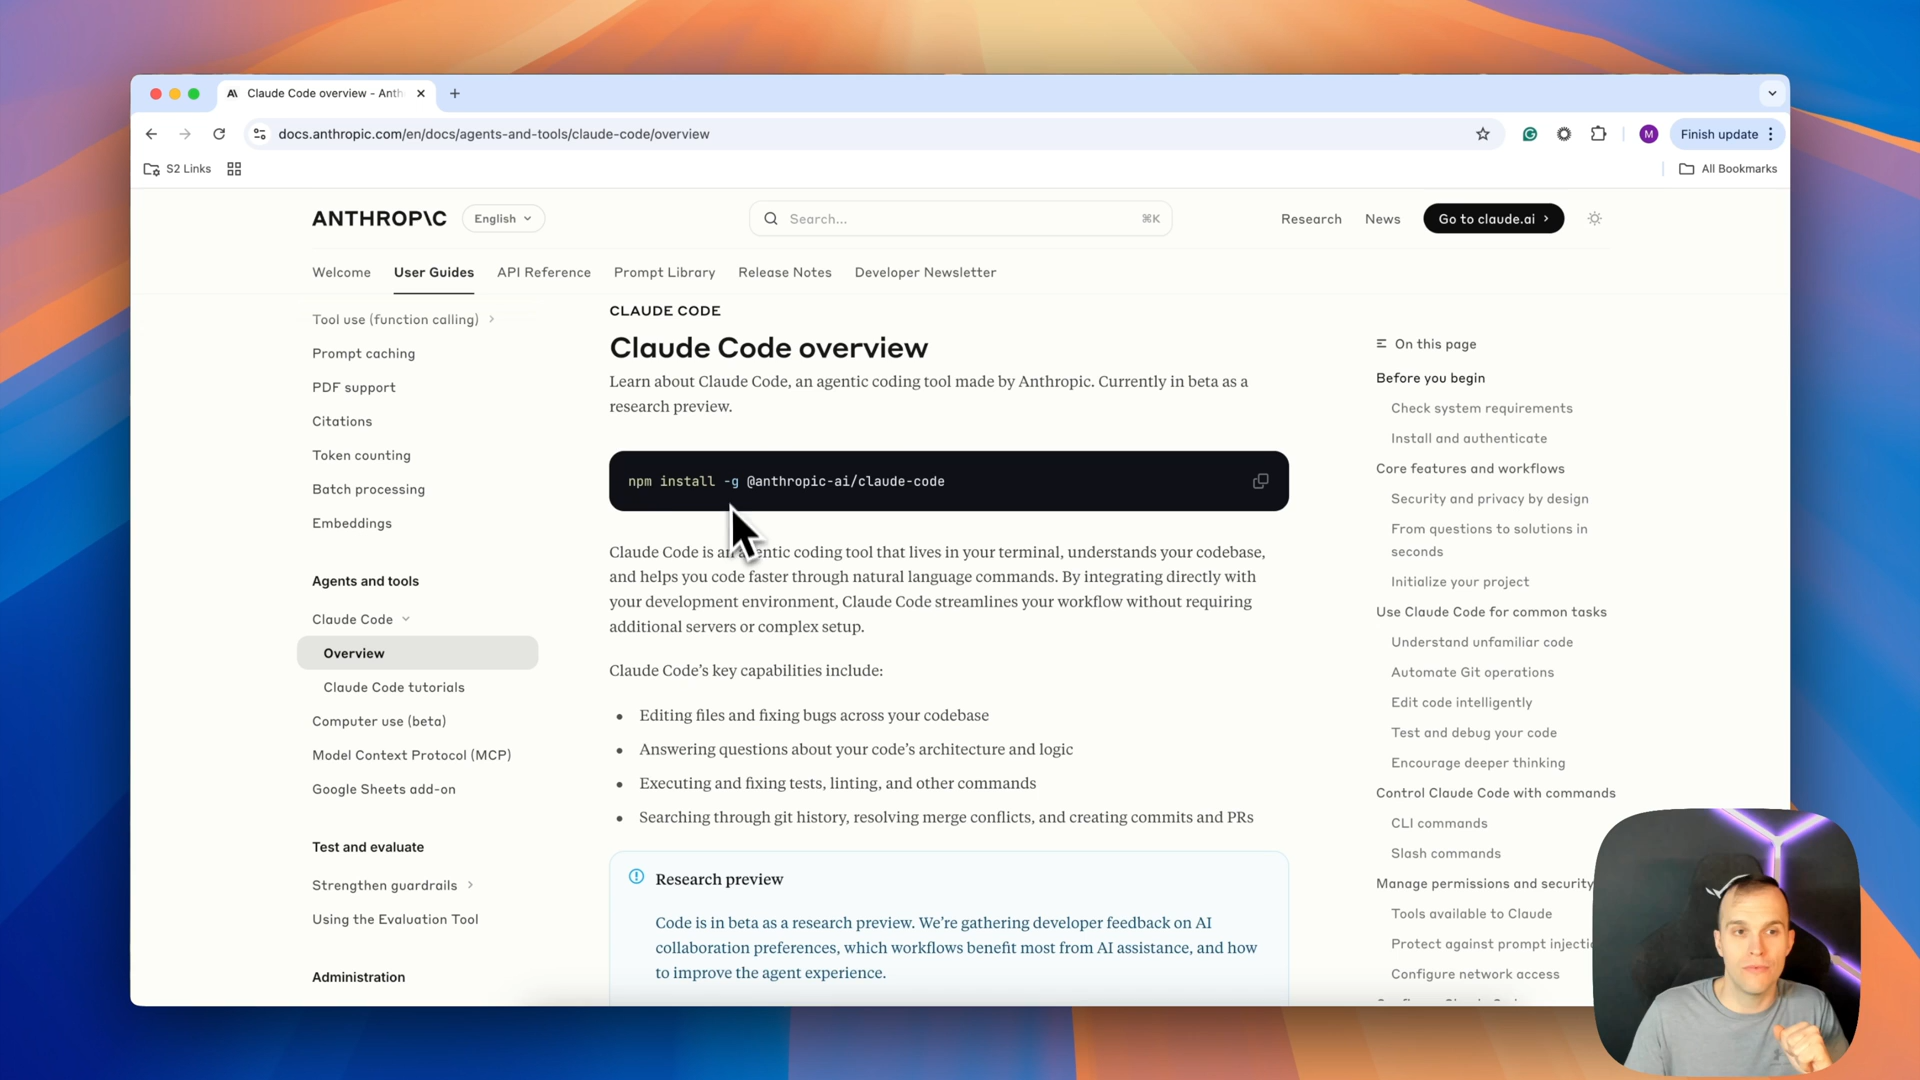 Claude Code overview - Anth
docs.anthropic.com/en/docs/agents-and-tools/claude-code/overview
M
Finish update
S2 Links
All Bookmarks
ANTHROP\C
English
Search...
⌘K
Research
News
Go to claude.ai
Welcome
User Guides
API Reference
Prompt Library
Release Notes
Developer Newsletter
Tool use (function calling)
Prompt caching
PDF support
Citations
Token counting
Batch processing
Embeddings
Agents and tools
Claude Code
Overview
Claude Code tutorials
Computer use (beta)
Model Context Protocol (MCP)
Google Sheets add-on
Test and evaluate
Strengthen guardrails
Using the Evaluation Tool
Administration
CLAUDE CODE
Claude Code overview
Learn about Claude Code, an agentic coding tool made by Anthropic. Currently in beta as a
research preview.
npm install -g @anthropic-ai/claude-code
Claude Code is an agentic coding tool that lives in your terminal, understands your codebase,
and helps you code faster through natural language commands. By integrating directly with
your development environment, Claude Code streamlines your workflow without requiring
additional servers or complex setup.
Claude Code’s key capabilities include:
Editing files and fixing bugs across your codebase
Answering questions about your code’s architecture and logic
Executing and fixing tests, linting, and other commands
Searching through git history, resolving merge conflicts, and creating commits and PRs
Research preview
Code is in beta as a research preview. We’re gathering developer feedback on AI
collaboration preferences, which workflows benefit most from AI assistance, and how
to improve the agent experience.
On this page
Before you begin
Check system requirements
Install and authenticate
Core features and workflows
Security and privacy by design
From questions to solutions in
seconds
Initialize your project
Use Claude Code for common tasks
Understand unfamiliar code
Automate Git operations
Edit code intelligently
Test and debug your code
Encourage deeper thinking
Control Claude Code with commands
CLI commands
Slash commands
Manage permissions and security
Tools available to Claude
Protect against prompt injecti
Configure network access